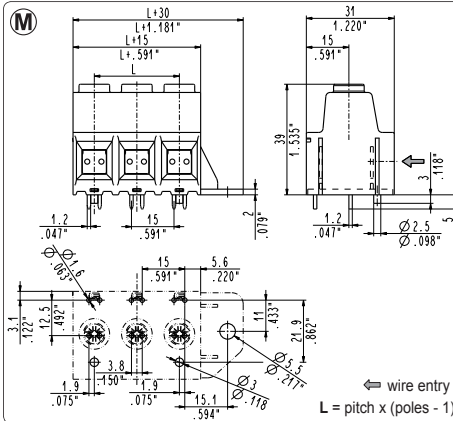 M
L+30
L+1.181"
L+15
L+.591"
L
31
1.220"
15
.591"
39
1.535"
3
.118"
5
2
.079"
1.2
.047"
15
.591"
1.2
.047"
Ø 2.5
Ø .098"
Ø 1.6
Ø .063"
15
.591"
5.6
.220"
3.1
.122"
12.5
.492"
11
.433"
21.9
.862"
3.8
.150"
1.9
.075"
1.9
.075"
Ø 5.5
Ø .217"
Ø 3
Ø .118
15.1
.594"
wire entry
L = pitch x (poles - 1)